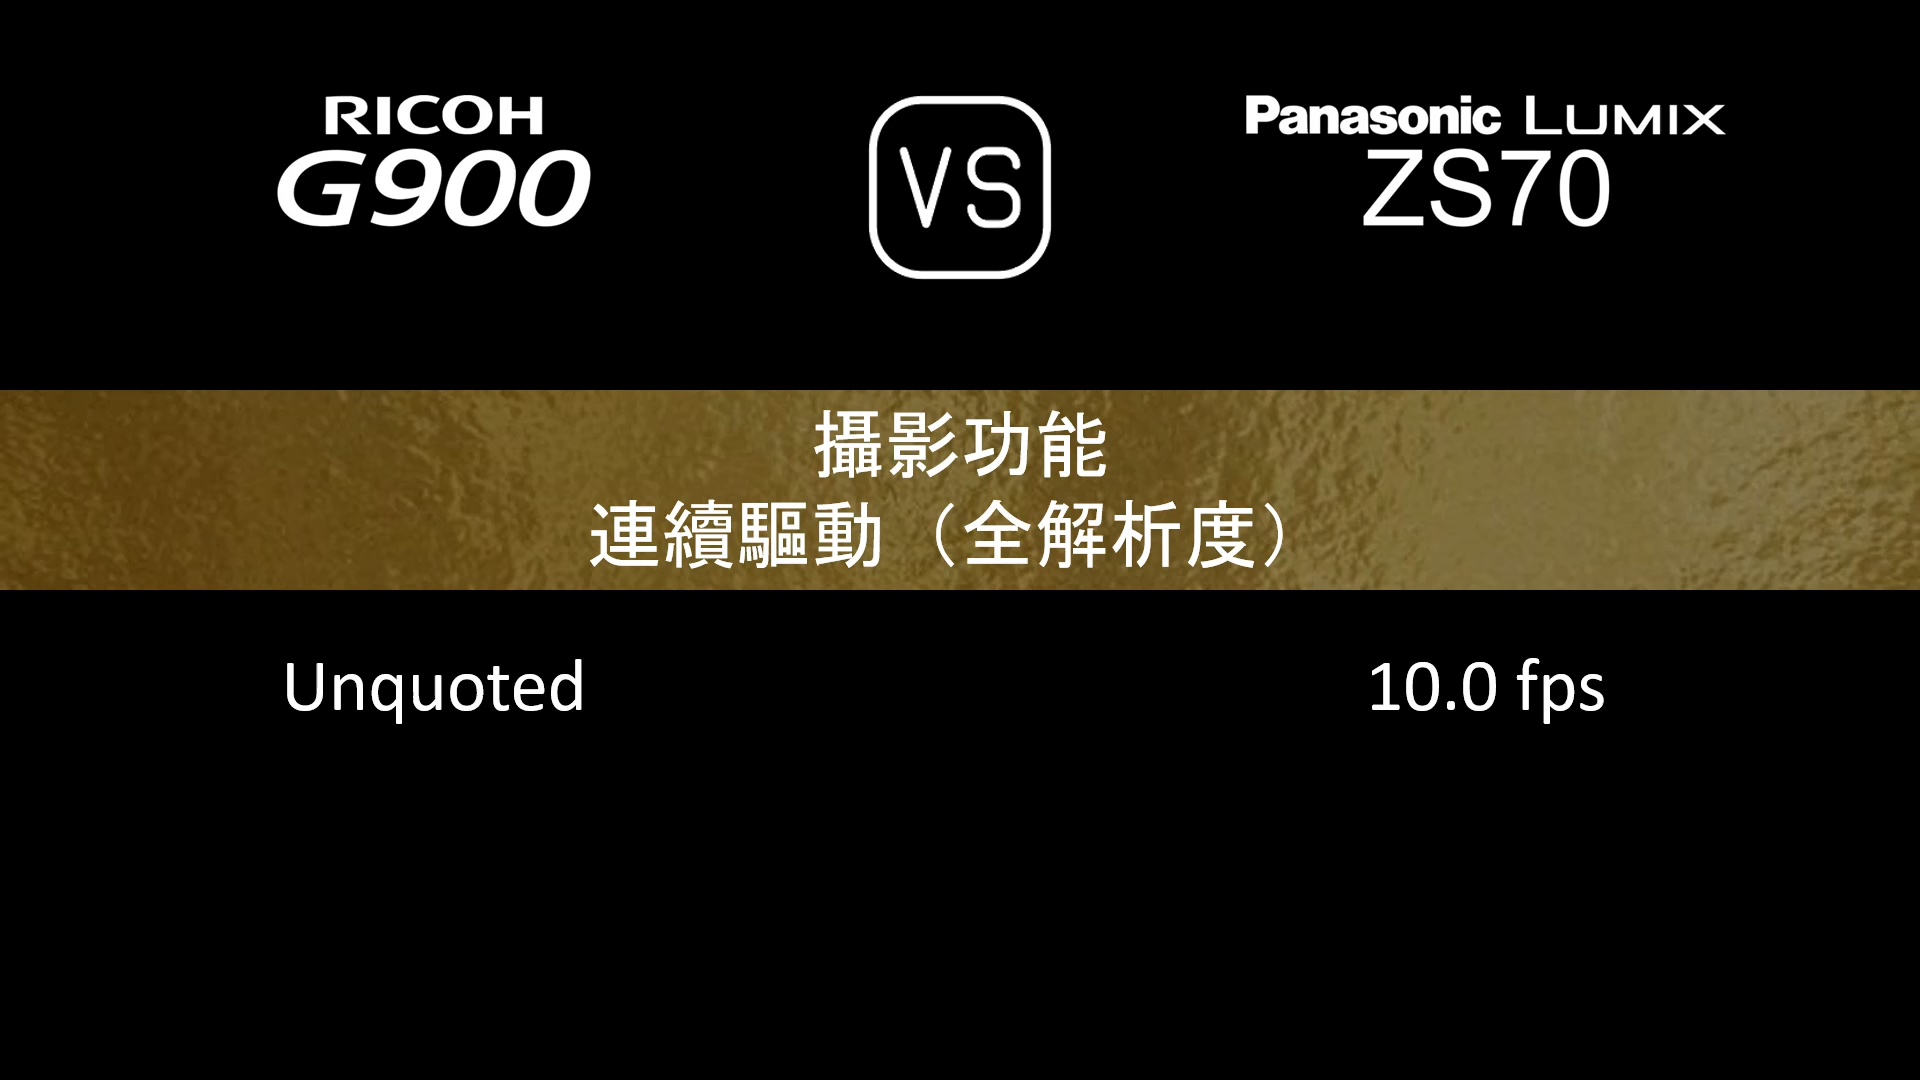 RICOH
G900
VS
Panasonic LUMIX
ZS70
攝影功能
連續驅動（全解析度）
Unquoted
10.0 fps